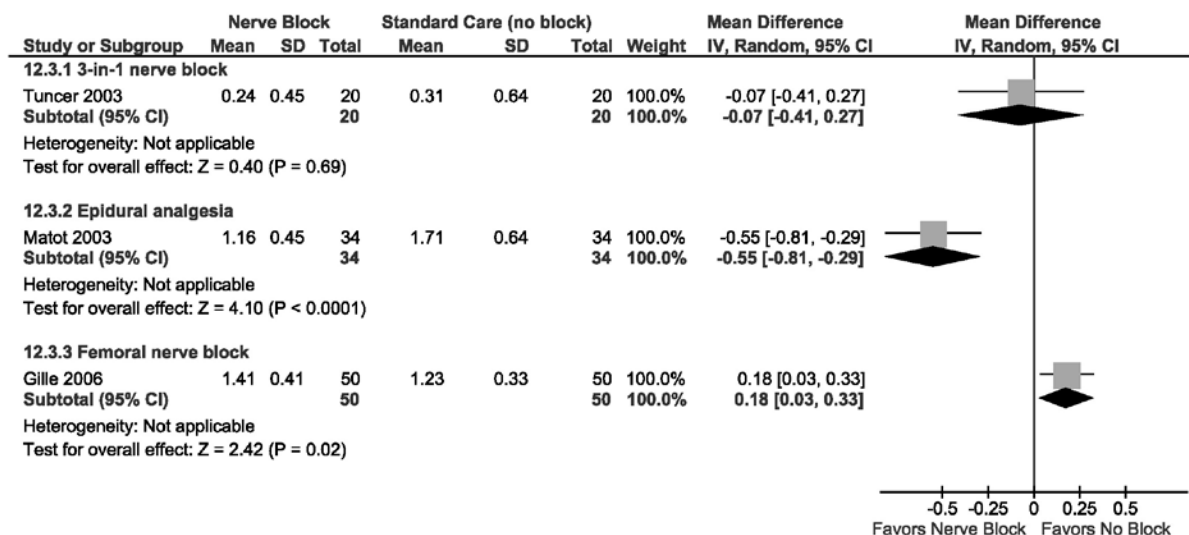 Nerve Block Standard Care (no block) Mean Difference Mean Difference
Study or Subgroup Mean SD Total Mean SD Total Weight IV, Random, 95% CI IV, Random, 95% CI
12.3.1 3-in-1 nerve block
Tuncer 2003 0.24 0.45 20 0.31 0.64 20 100.0% -0.07 [-0.41, 0.27]
Subtotal (95% CI) 20 20 100.0% -0.07 [-0.41, 0.27]
Heterogeneity: Not applicable
Test for overall effect: Z = 0.40 (P = 0.69)
12.3.2 Epidural analgesia
Matot 2003 1.16 0.45 34 1.71 0.64 34 100.0% -0.55 [-0.81, -0.29]
Subtotal (95% CI) 34 34 100.0% -0.55 [-0.81, -0.29]
Heterogeneity: Not applicable
Test for overall effect: Z = 4.10 (P < 0.0001)
12.3.3 Femoral nerve block
Gille 2006 1.41 0.41 50 1.23 0.33 50 100.0% 0.18 [0.03, 0.33]
Subtotal (95% CI) 50 50 100.0% 0.18 [0.03, 0.33]
Heterogeneity: Not applicable
Test for overall effect: Z = 2.42 (P = 0.02)
-0.5 -0.25 0 0.25 0.5
Favors Nerve Block Favors No Block